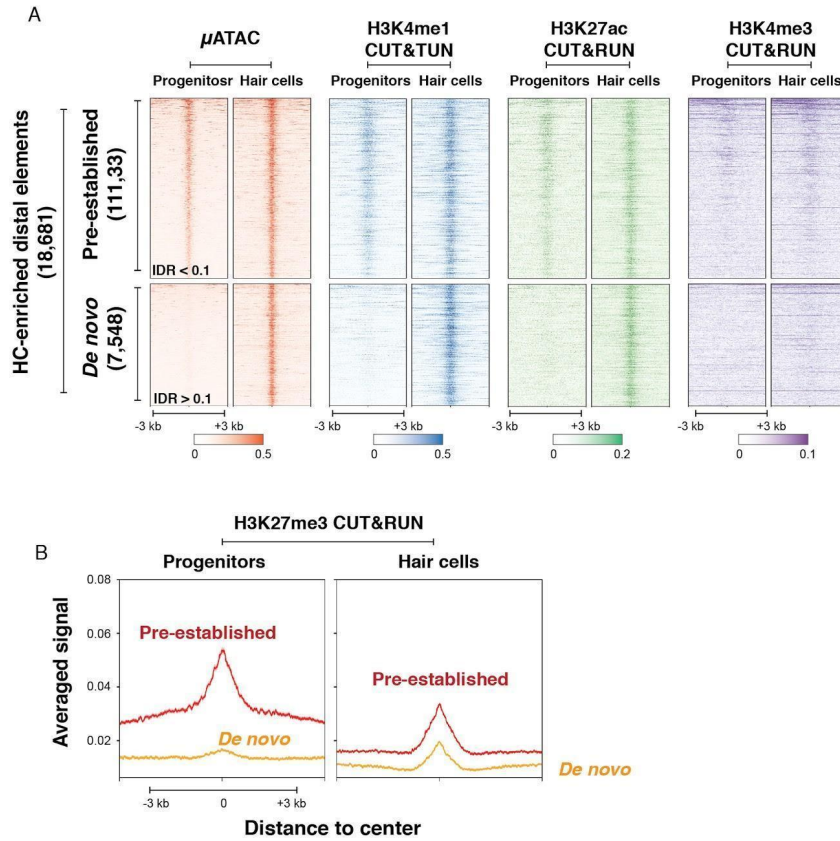 A
µATAC
H3K4me1
CUT&TUN
H3K27ac
CUT&RUN
H3K4me3
CUT&RUN
Progenitosr Hair cells
Progenitors Hair cells
Progenitors Hair cells
Progenitors Hair cells
HC-enriched distal elements
(18,681)
Pre-established
(111,33)
IDR < 0.1
De novo
(7,548)
IDR > 0.1
-3 kb +3 kb
-3 kb +3 kb
-3 kb +3 kb
-3 kb +3 kb
0 0.5
0 0.5
0 0.2
0 0.1
B
H3K27me3 CUT&RUN
Progenitors
Hair cells
Averaged signal
0.08
0.06
0.04
0.02
Pre-established
De novo
Pre-established
De novo
-3 kb 0 +3 kb
Distance to center